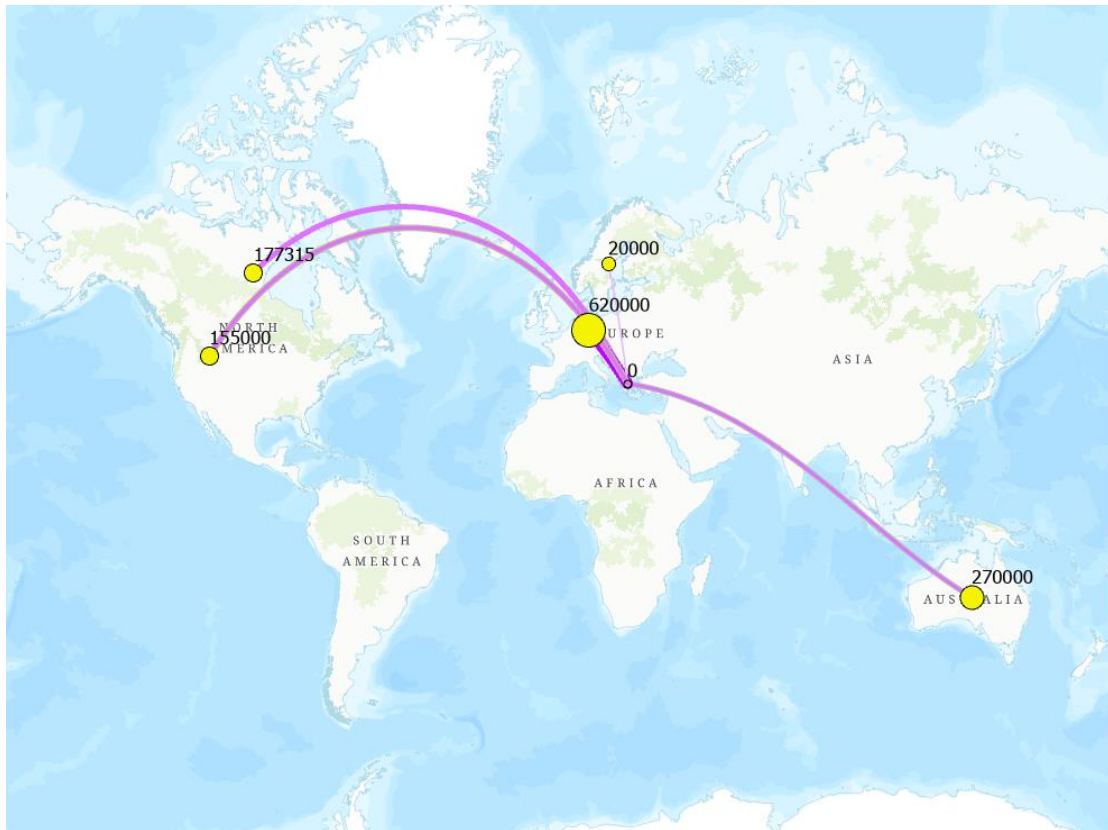 177315
20000
620000
NORTH
AMERICA
155000
EUROPE
0
ASIA
AFRICA
SOUTH
AMERICA
270000
AUSTRALIA